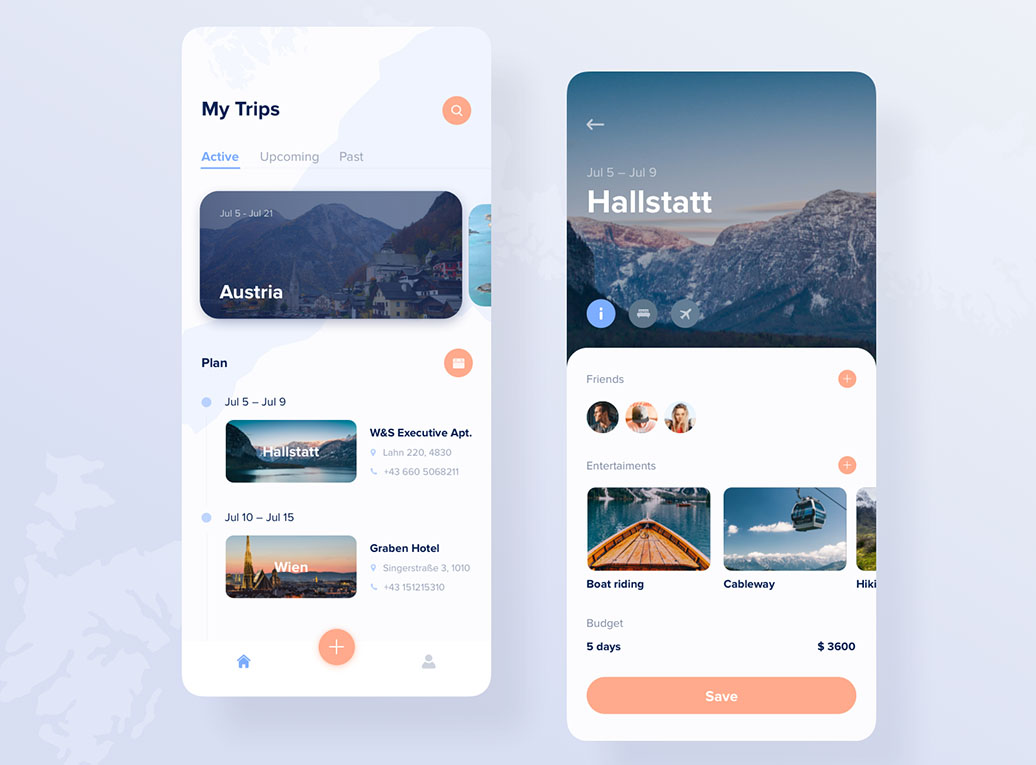 My Trips
Active Upcoming Past
Jul 5 - Jul 21
Austria
Plan
Jul 5 – Jul 9
Hallstatt
W&S Executive Apt.
Lahn 220, 4830
+43 660 5068211
Jul 10 – Jul 15
Wien
Graben Hotel
Singerstraße 3, 1010
+43 151215310
Jul 5 – Jul 9
Hallstatt
i
Friends
Entertaiments
Boat riding
Cableway
Hiki
Budget
5 days
$ 3600
Save